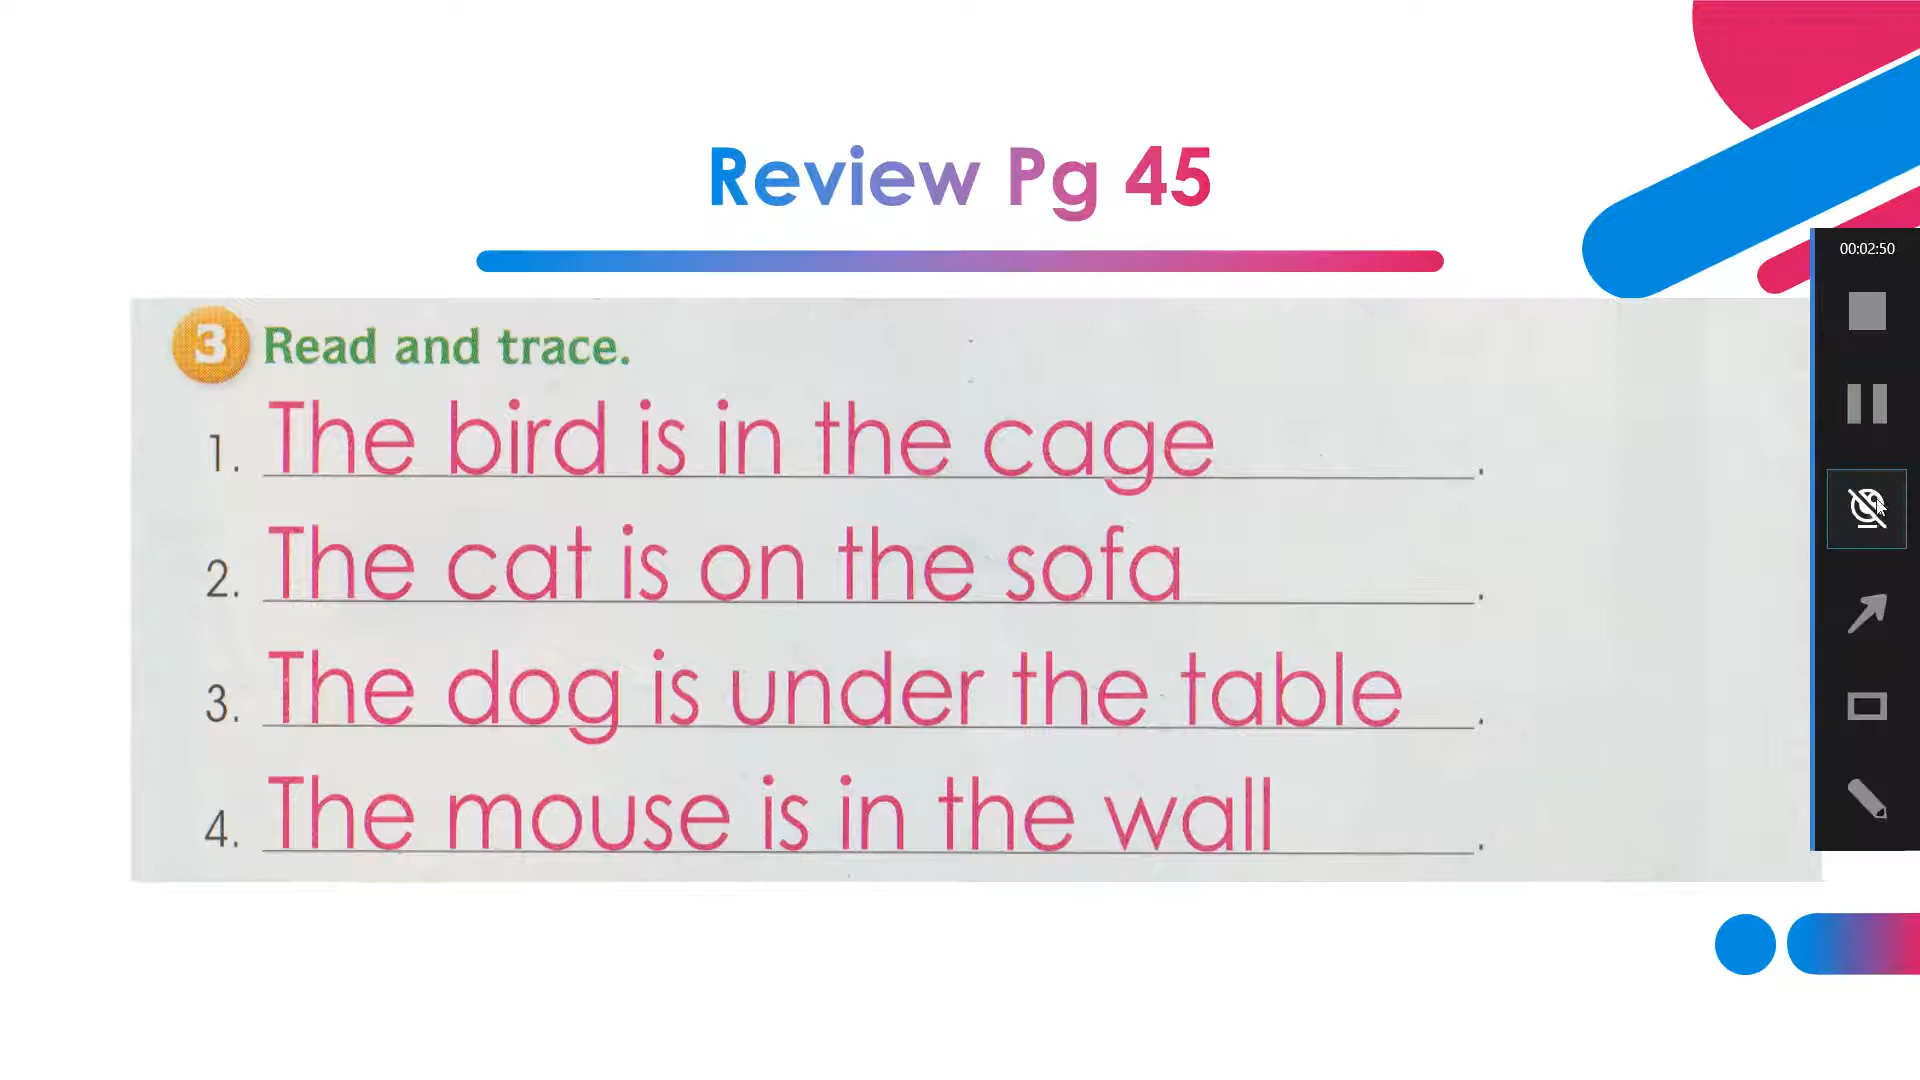 Review Pg 45
00:02:50
3 Read and trace.
1. The bird is in the cage.
2. The cat is on the sofa.
3. The dog is under the table.
4. The mouse is in the wall.